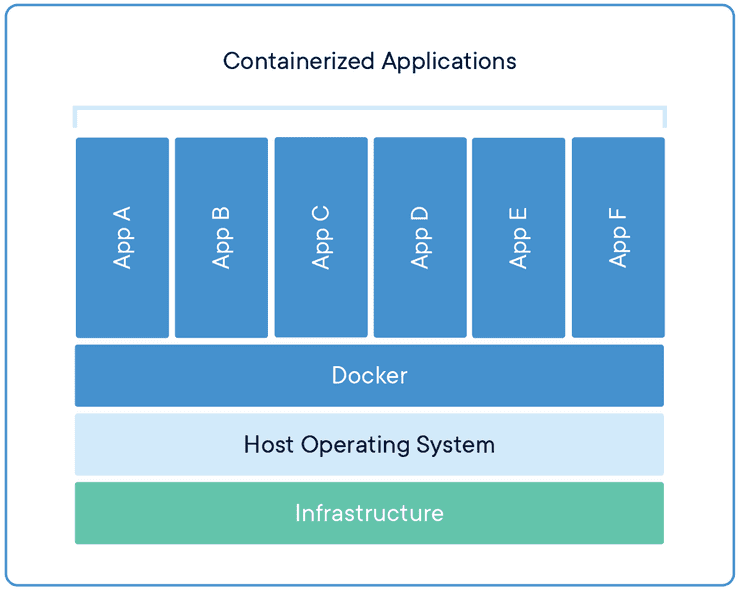 Containerized Applications
App A
App B
App C
App D
App E
App F
Docker
Host Operating System
Infrastructure